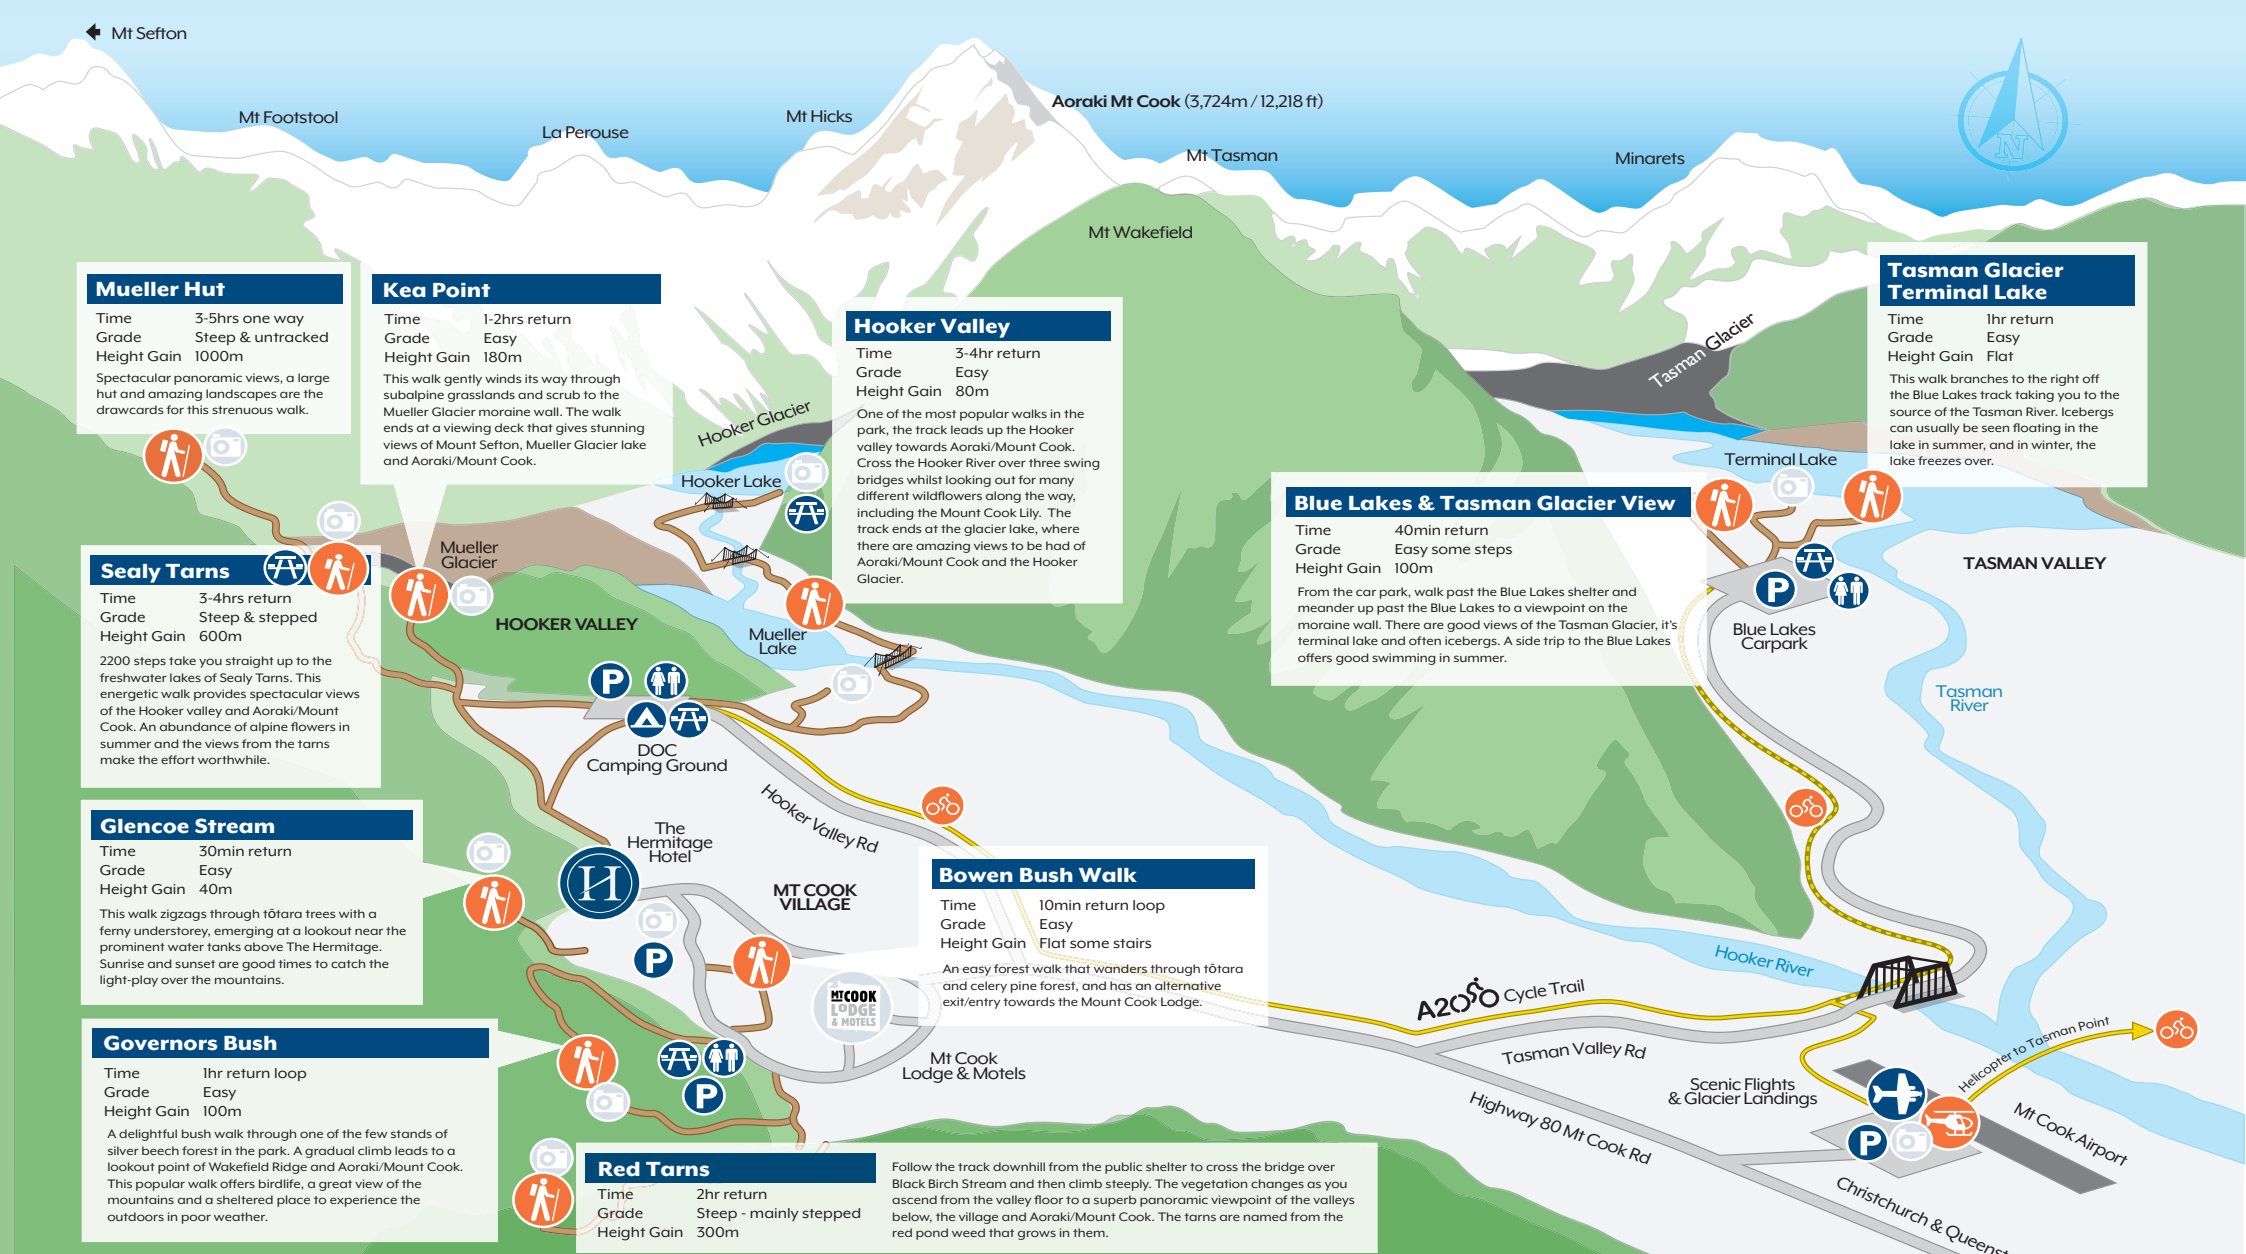 Mt Sefton
Mt Footstool
La Perouse
Mt Hicks
Aoraki Mt Cook (3,724m / 12,218 ft)
Mt Tasman
Minarets
N
Mt Wakefield
Mueller Hut
Time 3-5hrs one way
Grade Steep & untracked
Height Gain 1000m
Spectacular panoramic views, a large
hut and amazing landscapes are the
drawcards for this strenuous walk.
Kea Point
Time 1-2hrs return
Grade Easy
Height Gain 180m
This walk gently winds its way through
subalpine grasslands and scrub to the
Mueller Glacier moraine wall. The walk
ends at a viewing deck that gives stunning
views of Mount Sefton, Mueller Glacier lake
and Aoraki/Mount Cook.
Hooker Valley
Time 3-4hr return
Grade Easy
Height Gain 80m
One of the most popular walks in the
park, the track leads up the Hooker
valley towards Aoraki/Mount Cook.
Cross the Hooker River over three swing
bridges whilst looking out for many
different wildflowers along the way,
including the Mount Cook Lily. The
track ends at the glacier lake, where
there are amazing views to be had of
Aoraki/Mount Cook and the Hooker
Glacier.
Tasman Glacier
Terminal Lake
Time 1hr return
Grade Easy
Height Gain Flat
This walk branches to the right off
the Blue Lakes track taking you to the
source of the Tasman River. Icebergs
can usually be seen floating in the
lake in summer, and in winter, the
lake freezes over.
Tasman Glacier
Hooker Glacier
Hooker Lake
Terminal Lake
Blue Lakes & Tasman Glacier View
Time 40min return
Grade Easy some steps
Height Gain 100m
From the car park, walk past the Blue Lakes shelter and
meander up past the Blue Lakes to a viewpoint on the
moraine wall. There are good views of the Tasman Glacier, it's
terminal lake and often icebergs. A side trip to the Blue Lakes
offers good swimming in summer.
TASMAN VALLEY
P
Blue Lakes
Carpark
Tasman
River
Mueller
Glacier
HOOKER VALLEY
Mueller
Lake
Sealy Tarns
Time 3-4hrs return
Grade Steep & stepped
Height Gain 600m
2200 steps take you straight up to the
freshwater lakes of Sealy Tarns. This
energetic walk provides spectacular views
of the Hooker valley and Aoraki/Mount
Cook. An abundance of alpine flowers in
summer and the views from the tarns
make the effort worthwhile.
P
DOC
Camping Ground
Hooker Valley Rd
Glencoe Stream
Time 30min return
Grade Easy
Height Gain 40m
This walk zigzags through tōtara trees with a
ferny understorey, emerging at a lookout near the
prominent water tanks above The Hermitage.
Sunrise and sunset are good times to catch the
light-play over the mountains.
The
Hermitage
Hotel
H
MT COOK
VILLAGE
P
Bowen Bush Walk
Time 10min return loop
Grade Easy
Height Gain Flat some stairs
An easy forest walk that wanders through tōtara
and celery pine forest, and has an alternative
exit/entry towards the Mount Cook Lodge.
MT COOK
LODGE
& MOTELS
Mt Cook
Lodge & Motels
Hooker River
A2O Cycle Trail
Tasman Valley Rd
Helicopter to Tasman Point
Governors Bush
Time 1hr return loop
Grade Easy
Height Gain 100m
A delightful bush walk through one of the few stands of
silver beech forest in the park. A gradual climb leads to a
lookout point of Wakefield Ridge and Aoraki/Mount Cook.
This popular walk offers birdlife, a great view of the
mountains and a sheltered place to experience the
outdoors in poor weather.
P
Scenic Flights
& Glacier Landings
P
Mt Cook Airport
Highway 80 Mt Cook Rd
Christchurch & Queenst
Red Tarns
Time 2hr return
Grade Steep - mainly stepped
Height Gain 300m
Follow the track downhill from the public shelter to cross the bridge over
Black Birch Stream and then climb steeply. The vegetation changes as you
ascend from the valley floor to a superb panoramic viewpoint of the valleys
below, the village and Aoraki/Mount Cook. The tarns are named from the
red pond weed that grows in them.